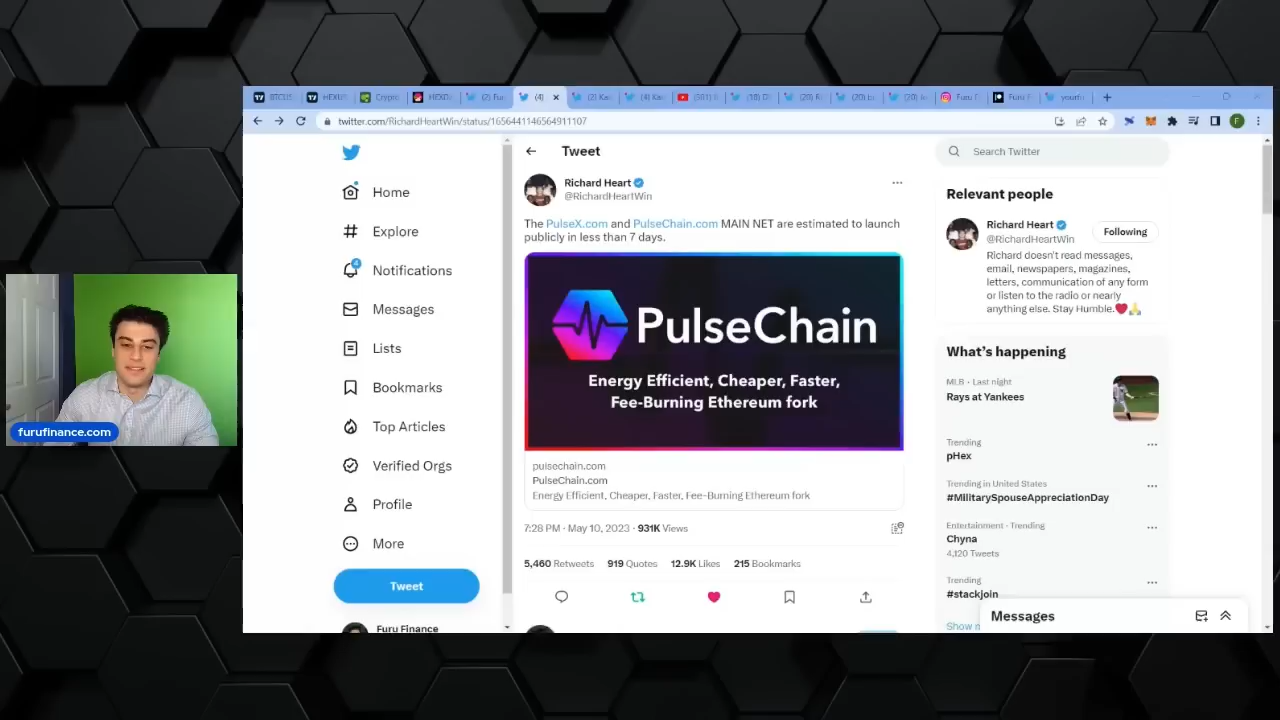 twitter.com/RichardHeartWin/status/1656441146564911107
Home
Explore
4
Notifications
Messages
Lists
Bookmarks
Top Articles
Verified Orgs
Profile
More
Tweet
Furu Finance
Tweet
Richard Heart
@RichardHeartWin
The PulseX.com and PulseChain.com MAIN NET are estimated to launch
publicly in less than 7 days.
PulseChain
Energy Efficient, Cheaper, Faster,
Fee-Burning Ethereum fork
pulsechain.com
PulseChain.com
Energy Efficient, Cheaper, Faster, Fee-Burning Ethereum fork
7:28 PM · May 10, 2023 · 931K Views
5,460 Retweets 919 Quotes 12.9K Likes 215 Bookmarks
Search Twitter
Relevant people
Richard Heart
@RichardHeartWin
Following
Richard doesn't read messages,
email, newspapers, magazines,
letters, communication of any form
or listen to the radio or nearly
anything else. Stay Humble.❤️🙏
What's happening
MLB · Last night
Rays at Yankees
Trending
pHex
Trending in United States
#MilitarySpouseAppreciationDay
Entertainment · Trending
Chyna
4,120 Tweets
Trending
#stackjoin
Show
Messages
furufinance.com